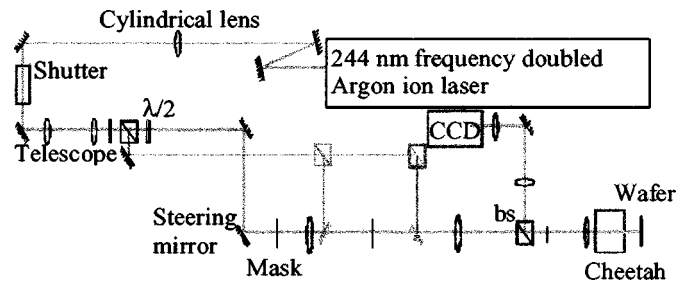 Cylindrical lens
244 nm frequency doubled
Argon ion laser
Shutter
λ/2
CCD
Telescope
Steering
mirror
Mask
bs
Wafer
Cheetah